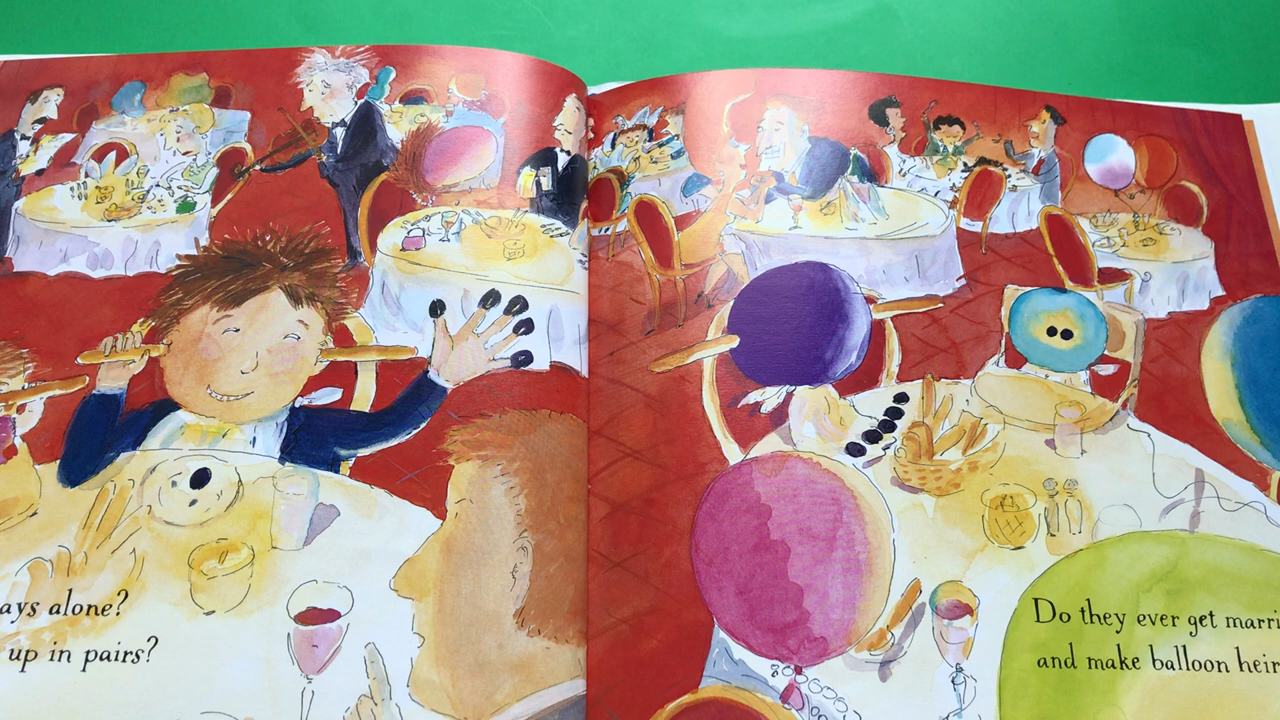 ays alone?
up in pairs?
Do they ever get marri
and make balloon heir